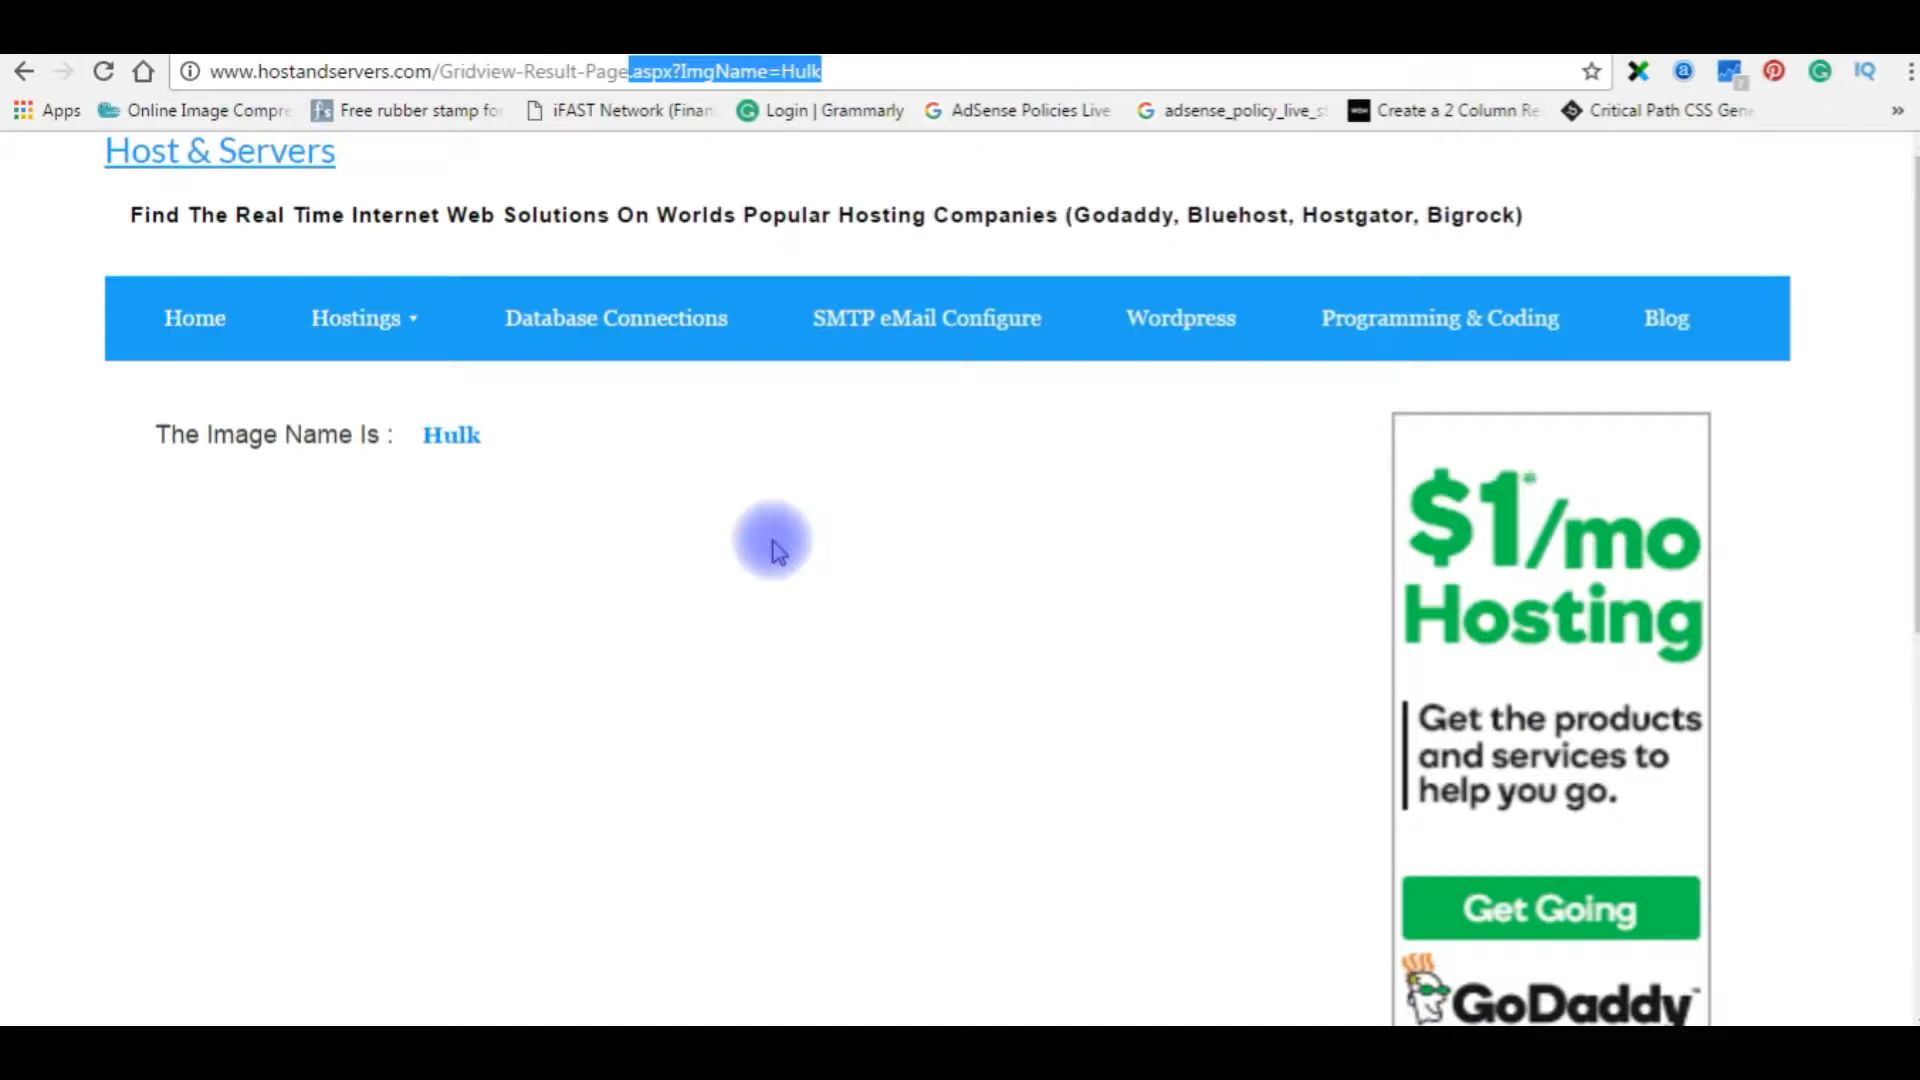 www.hostandservers.com/Gridview-Result-Page.aspx?ImgName=Hulk
Apps Online Image Compre Free rubber stamp for iFAST Network (Finan Login | Grammarly AdSense Policies Live adsense_policy_live_s Create a 2 Column Re Critical Path CSS Gene »
Host & Servers
Find The Real Time Internet Web Solutions On Worlds Popular Hosting Companies (Godaddy, Bluehost, Hostgator, Bigrock)
Home Hostings Database Connections SMTP eMail Configure Wordpress Programming & Coding Blog
The Image Name Is : Hulk
$1*/mo
Hosting
Get the products
and services to
help you go.
Get Going
GoDaddy™